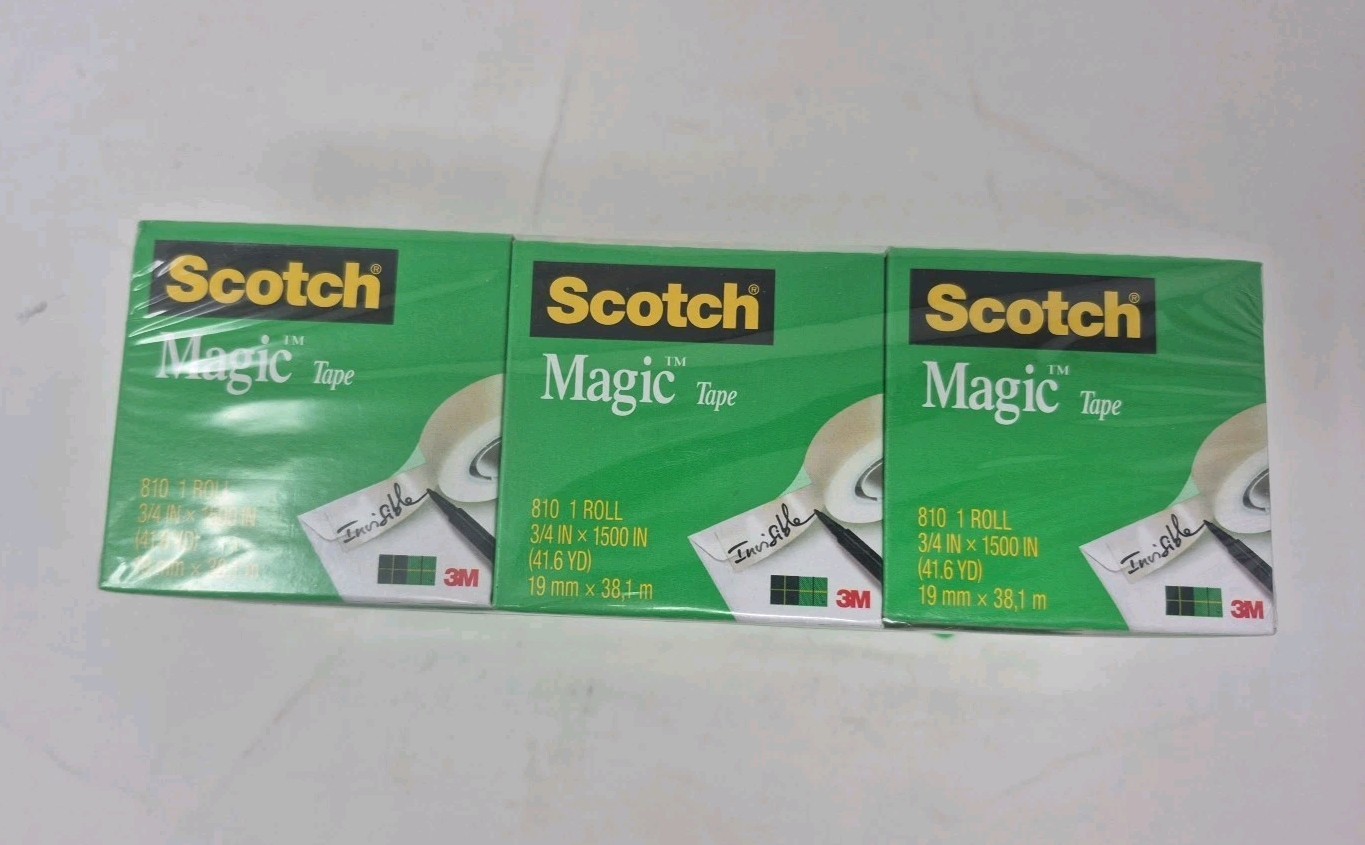 Scotch®
Magic™ Tape
810 1 ROLL
3/4 IN × 1500 IN
Invisible
3M
Scotch®
Magic™ Tape
810 1 ROLL
3/4 IN × 1500 IN
(41.6 YD)
19 mm × 38,1 m
Invisible
3M
Scotch®
Magic™ Tape
810 1 ROLL
3/4 IN × 1500 IN
(41.6 YD)
19 mm × 38,1 m
Invisible
3M